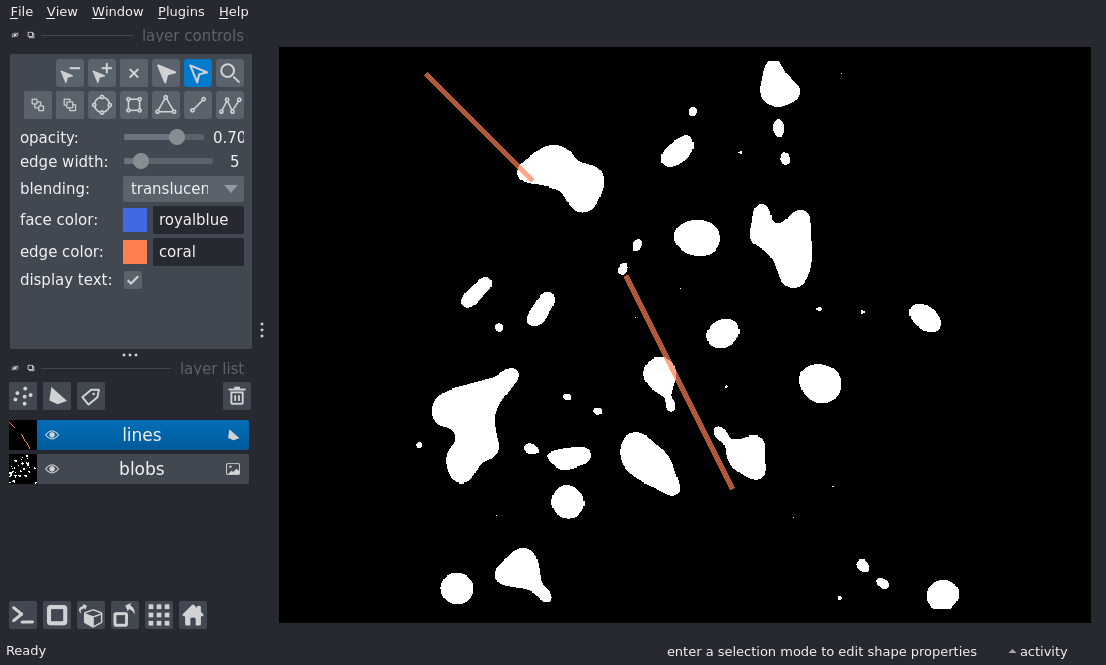 File View Window Plugins Help
layer controls
opacity: 0.70
edge width: 5
blending: translucen
face color: royalblue
edge color: coral
display text:
layer list
lines
blobs
Ready
enter a selection mode to edit shape properties
activity